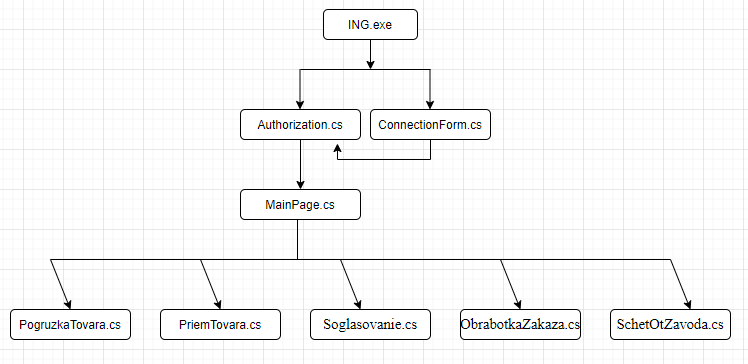 ING.exe
Authorization.cs
ConnectionForm.cs
MainPage.cs
PogruzkaTovara.cs
PriemTovara.cs
Soglasovanie.cs
ObrabotkaZakaza.cs
SchetOtZavoda.cs